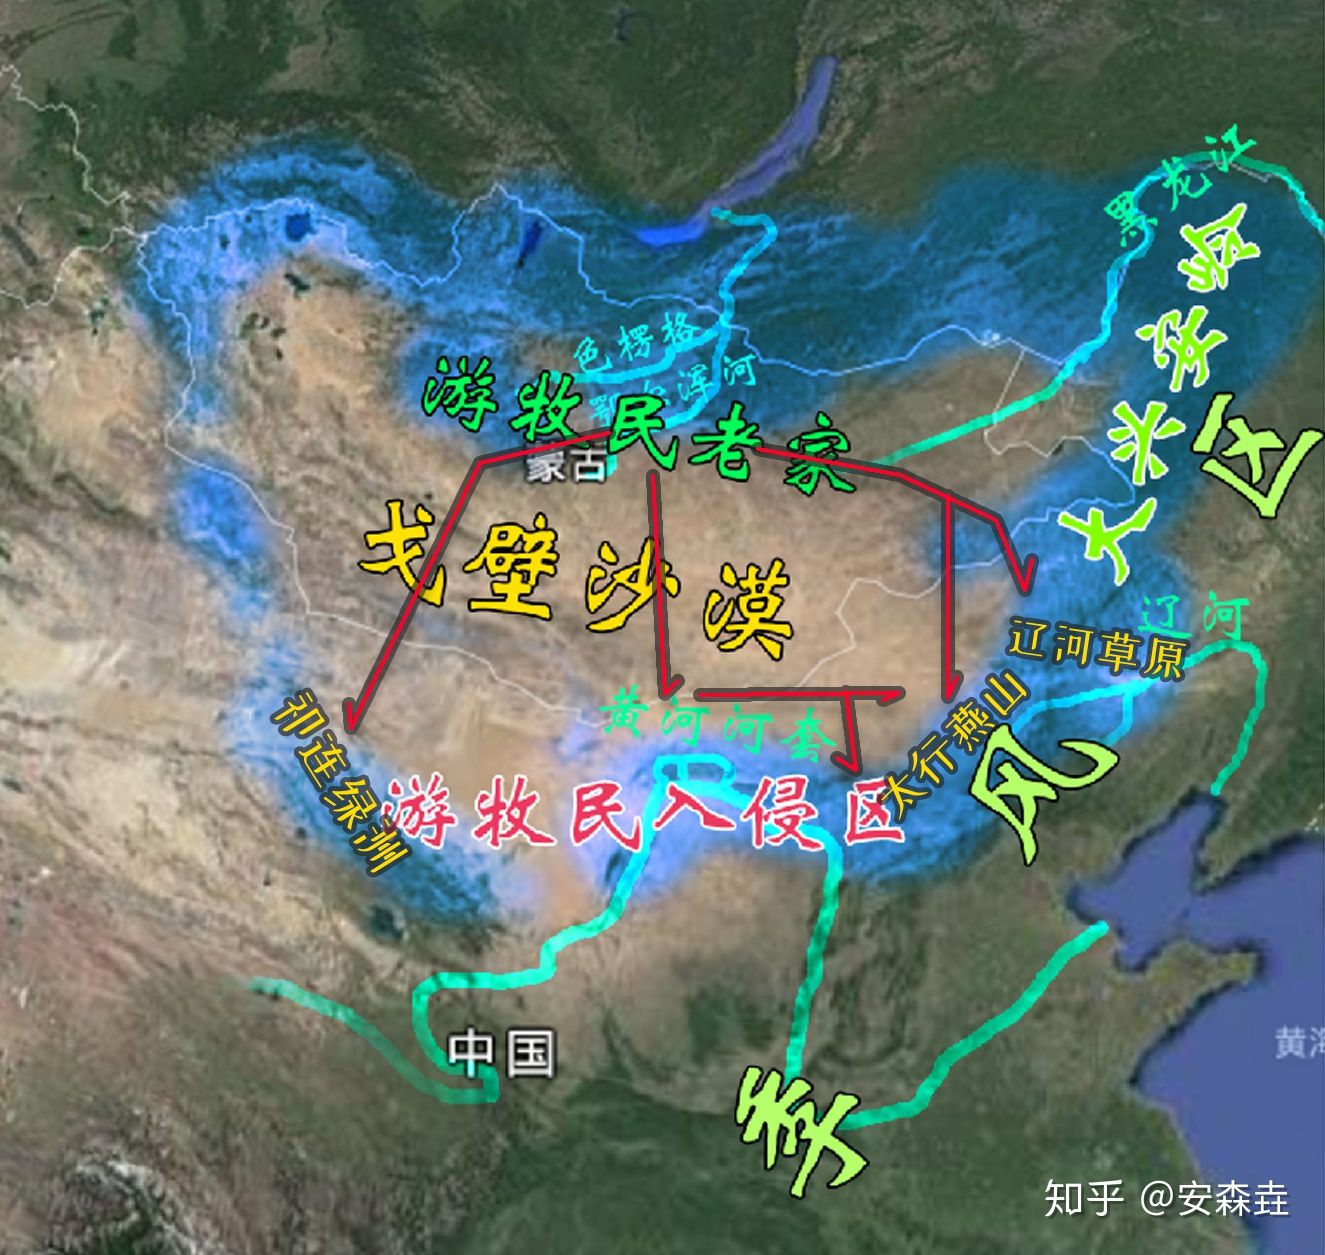 黑龙江
大兴安岭
色楞格
鄂尔浑河
游牧民老家
蒙古
戈壁沙漠
辽河
辽河草原
黄河河套
祁连绿洲
太行燕山
游牧民入侵区
季风区
中国
黄海
知乎 @安森垚